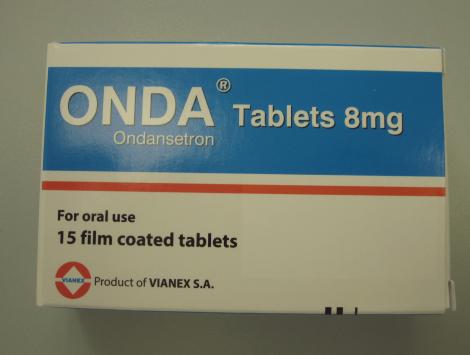 ONDA® Tablets 8mg
Ondansetron
For oral use
15 film coated tablets
VIANEX
Product of VIANEX S.A.